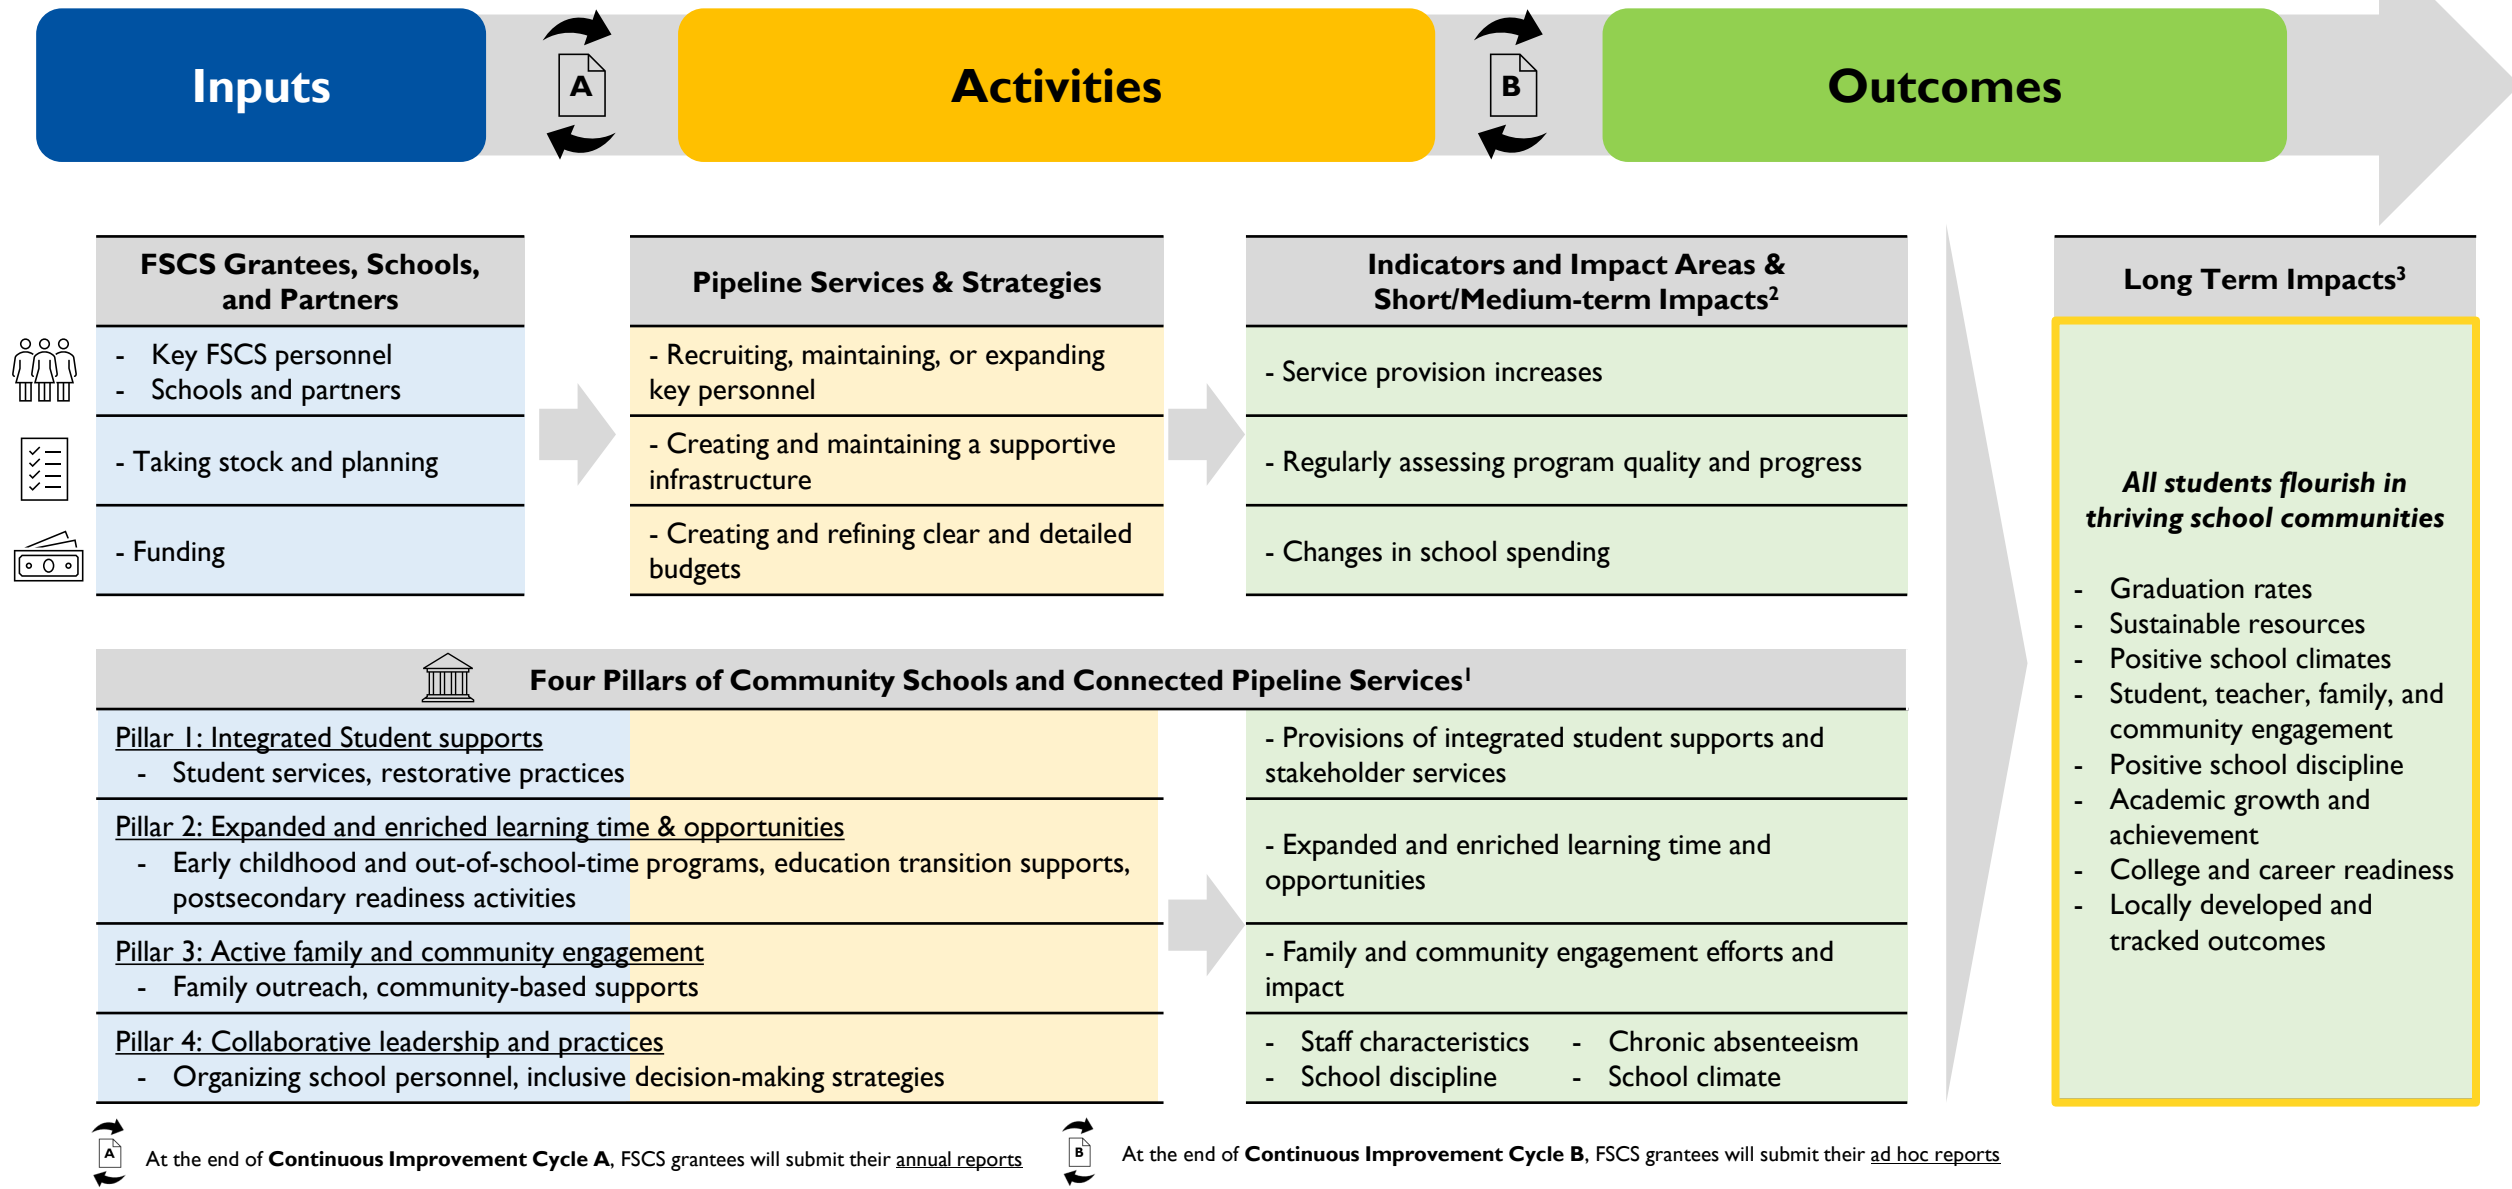 Inputs
A
Activities
B
Outcomes
FSCS Grantees, Schools,
and Partners
- Key FSCS personnel
- Schools and partners
- Taking stock and planning
- Funding
Pipeline Services & Strategies
- Recruiting, maintaining, or expanding
key personnel
- Creating and maintaining a supportive
infrastructure
- Creating and refining clear and detailed
budgets
Indicators and Impact Areas &
Short/Medium-term Impacts²
- Service provision increases
- Regularly assessing program quality and progress
- Changes in school spending
Four Pillars of Community Schools and Connected Pipeline Services¹
Pillar 1: Integrated Student supports
- Student services, restorative practices
Pillar 2: Expanded and enriched learning time & opportunities
- Early childhood and out-of-school-time programs, education transition supports,
postsecondary readiness activities
Pillar 3: Active family and community engagement
- Family outreach, community-based supports
Pillar 4: Collaborative leadership and practices
- Organizing school personnel, inclusive decision-making strategies
- Provisions of integrated student supports and
stakeholder services
- Expanded and enriched learning time and
opportunities
- Family and community engagement efforts and
impact
- Staff characteristics - Chronic absenteeism
- School discipline - School climate
Long Term Impacts³
All students flourish in
thriving school communities
- Graduation rates
- Sustainable resources
- Positive school climates
- Student, teacher, family, and
community engagement
- Positive school discipline
- Academic growth and
achievement
- College and career readiness
- Locally developed and
tracked outcomes
A At the end of Continuous Improvement Cycle A, FSCS grantees will submit their annual reports
B At the end of Continuous Improvement Cycle B, FSCS grantees will submit their ad hoc reports